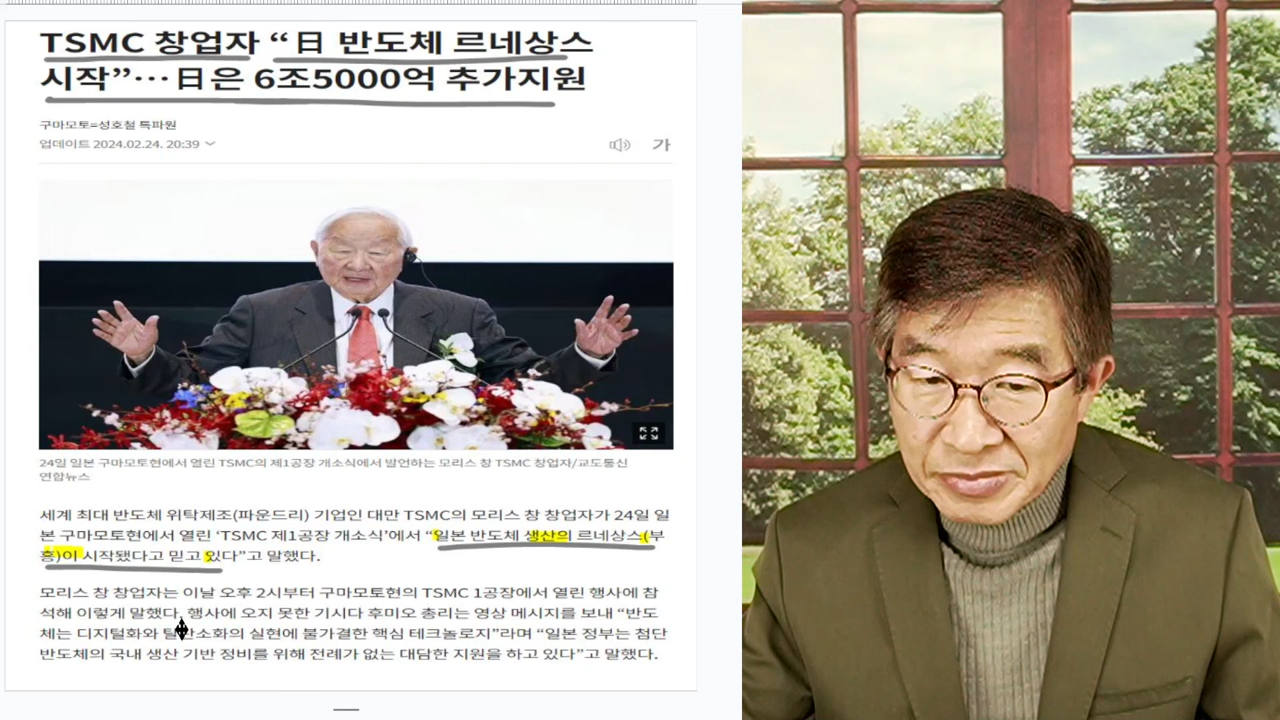 TSMC 창업자 “日 반도체 르네상스
시작”…日은 6조5000억 추가지원
구마모토=성호철 특파원
업데이트 2024.02.24. 20:39
가
24일 일본 구마모토현에서 열린 TSMC의 제1공장 개소식에서 발언하는 모리스 창 TSMC 창업자/교도통신
연합뉴스
세계 최대 반도체 위탁제조(파운드리) 기업인 대만 TSMC의 모리스 창 창업자가 24일 일
본 구마모토현에서 열린 ‘TSMC 제1공장 개소식’에서 “일본 반도체 생산의 르네상스(부
흥)이 시작됐다고 믿고 있다”고 말했다.
모리스 창 창업자는 이날 오후 2시부터 구마모토현의 TSMC 1공장에서 열린 행사에 참
석해 이렇게 말했다. 행사에 오지 못한 기시다 후미오 총리는 영상 메시지를 보내 “반도
체는 디지털화와 탈탄소화의 실현에 불가결한 핵심 테크놀로지”라며 “일본 정부는 첨단
반도체의 국내 생산 기반 정비를 위해 전례가 없는 대담한 지원을 하고 있다”고 말했다.